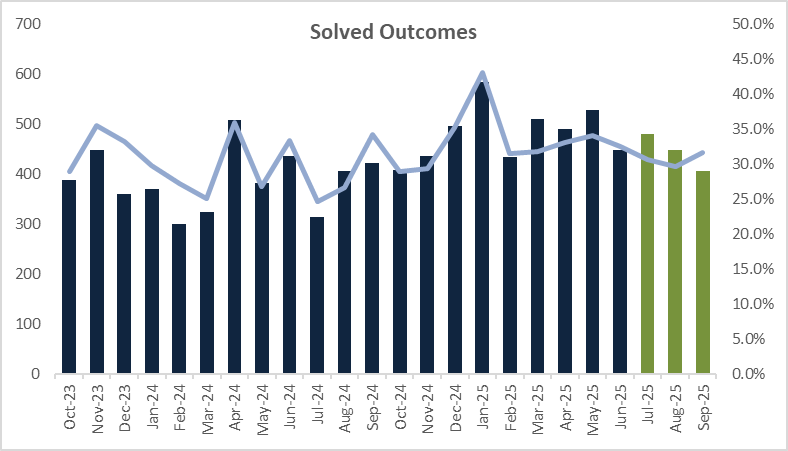 Solved Outcomes
700
600
500
400
300
200
100
0
50.0%
45.0%
40.0%
35.0%
30.0%
25.0%
20.0%
15.0%
10.0%
5.0%
0.0%
Oct-23
Nov-23
Dec-23
Jan-24
Feb-24
Mar-24
Apr-24
May-24
Jun-24
Jul-24
Aug-24
Sep-24
Oct-24
Nov-24
Dec-24
Jan-25
Feb-25
Mar-25
Apr-25
May-25
Jun-25
Jul-25
Aug-25
Sep-25